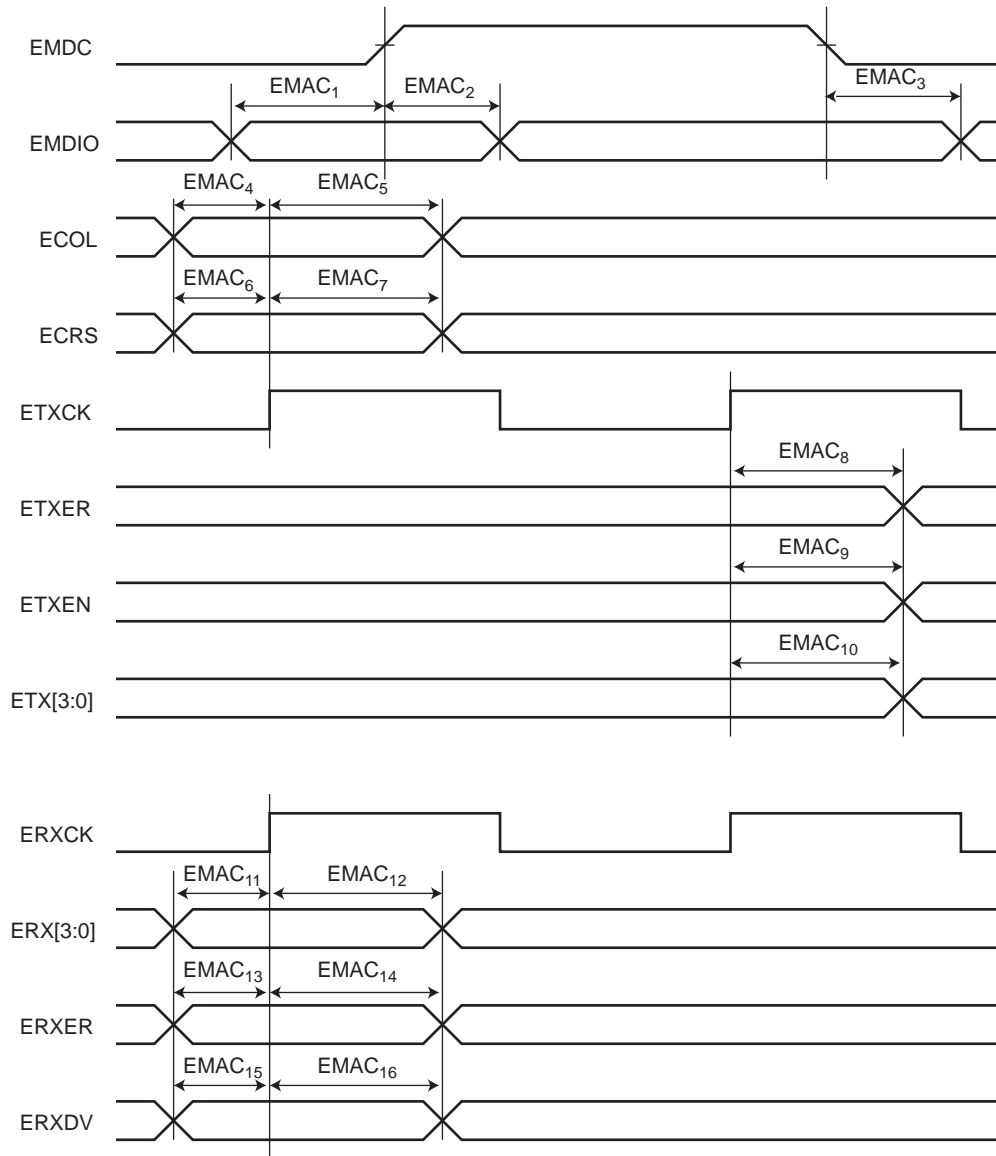 EMDC
EMAC1 EMAC2 EMAC3
EMDIO
EMAC4 EMAC5
ECOL
EMAC6 EMAC7
ECRS
ETXCK
EMAC8
ETXER
EMAC9
ETXEN
EMAC10
ETX[3:0]
ERXCK
EMAC11 EMAC12
ERX[3:0]
EMAC13 EMAC14
ERXER
EMAC15 EMAC16
ERXDV